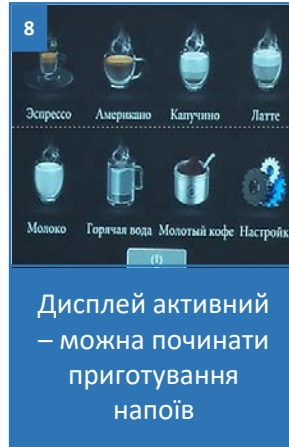 8
Эспрессо Американо Капучино Латте
Молоко Горячая вода Молотый кофе Настройк
Дисплей активний
– можна починати
приготування
напоїв